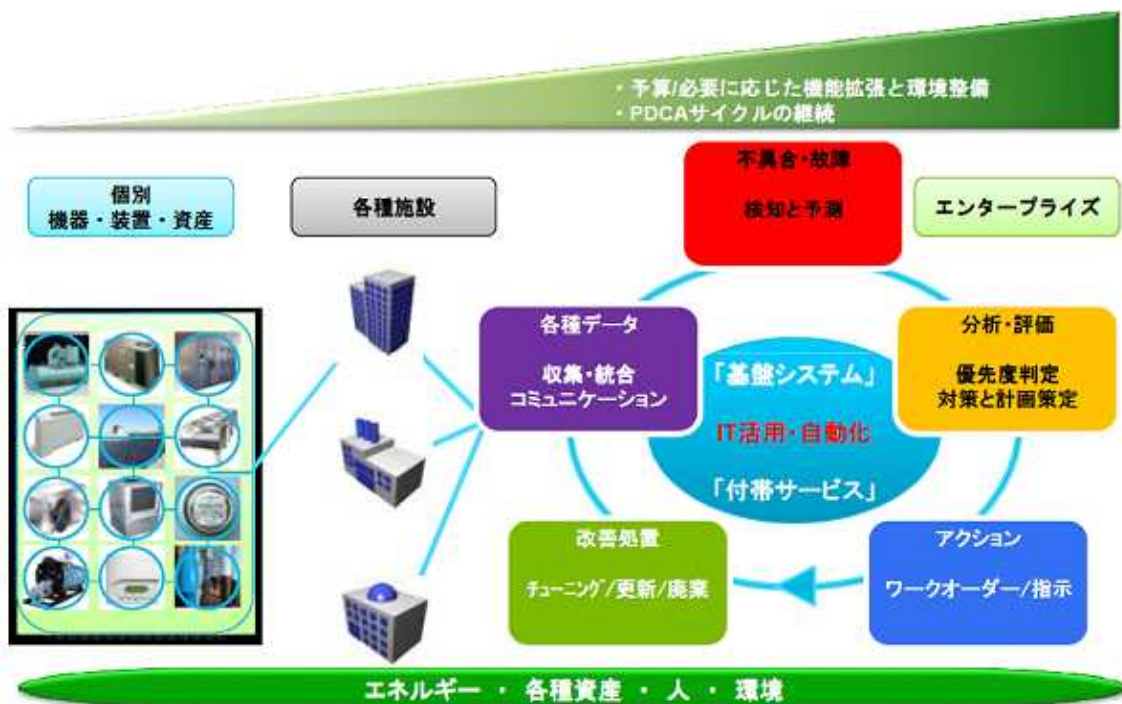 ・予算/必要に応じた機能拡張と環境整備
・PDCAサイクルの継続
個別
機器・装置・資産
各種施設
不具合・故障
検知と予測
エンタープライズ
各種データ
収集・統合
コミュニケーション
分析・評価
優先度判定
対策と計画策定
「基盤システム」
IT活用・自動化
「付帯サービス」
改善処置
ﾁｭｰﾆﾝｸﾞ/更新/廃棄
アクション
ワークオーダー/指示
エネルギー ・ 各種資産 ・ 人 ・ 環境